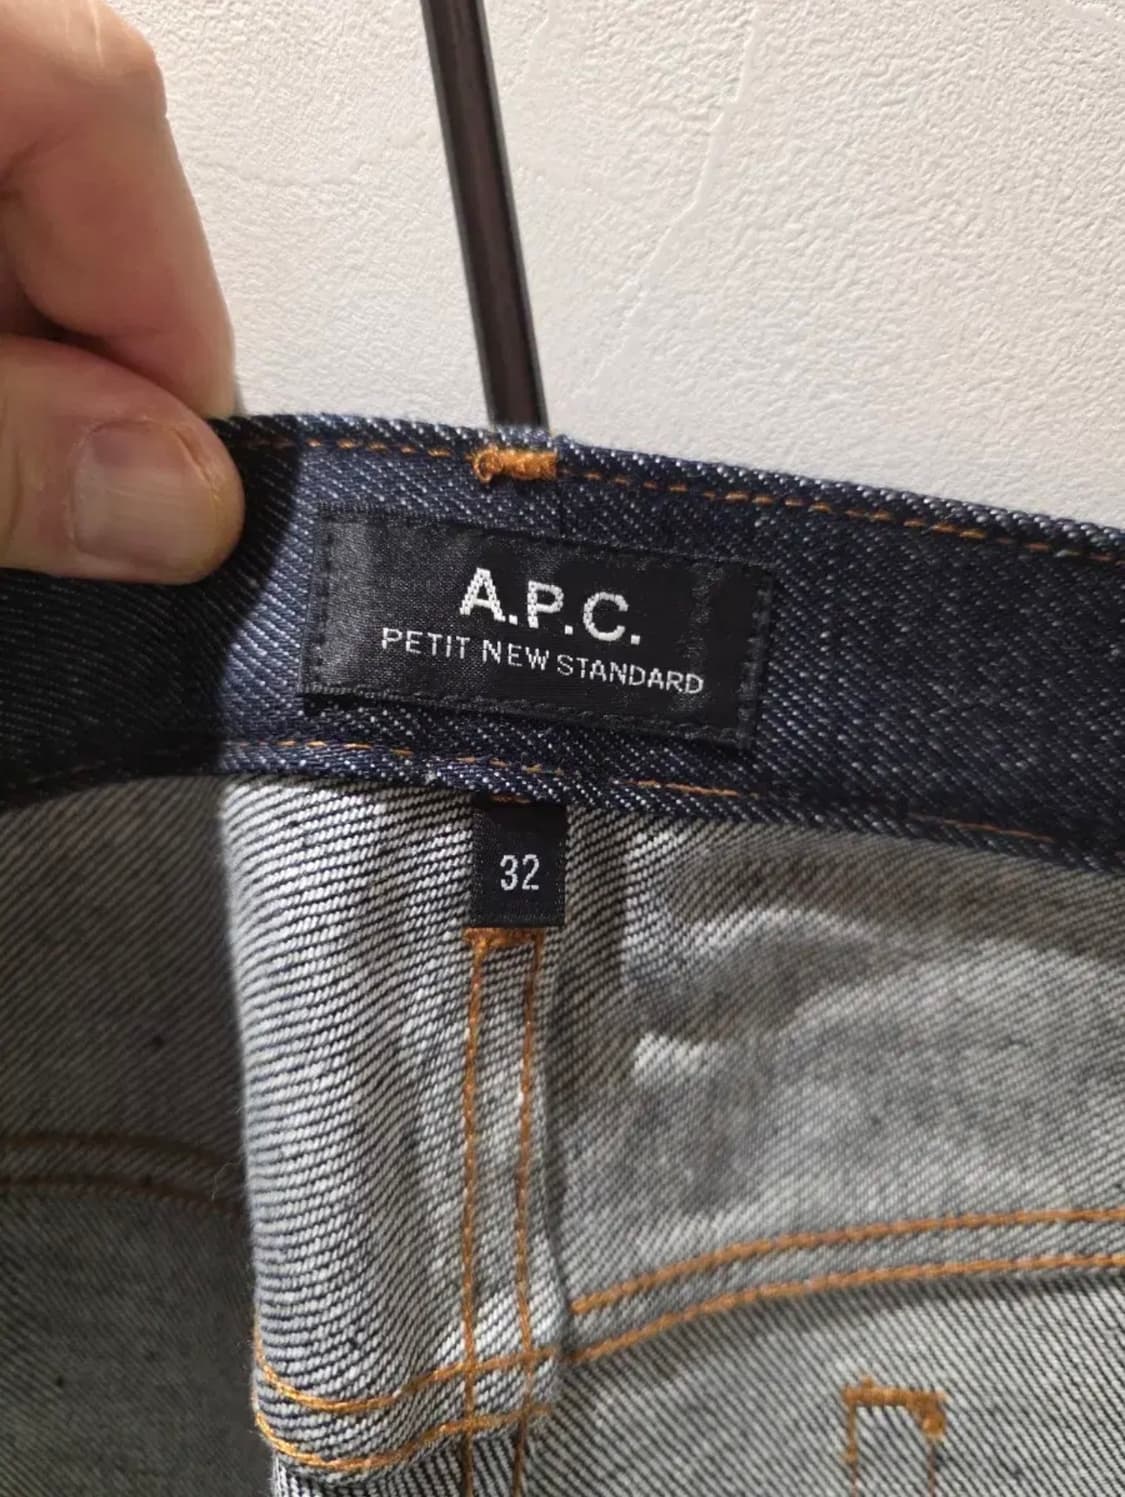 A.P.C.
PETIT NEW STANDARD
32